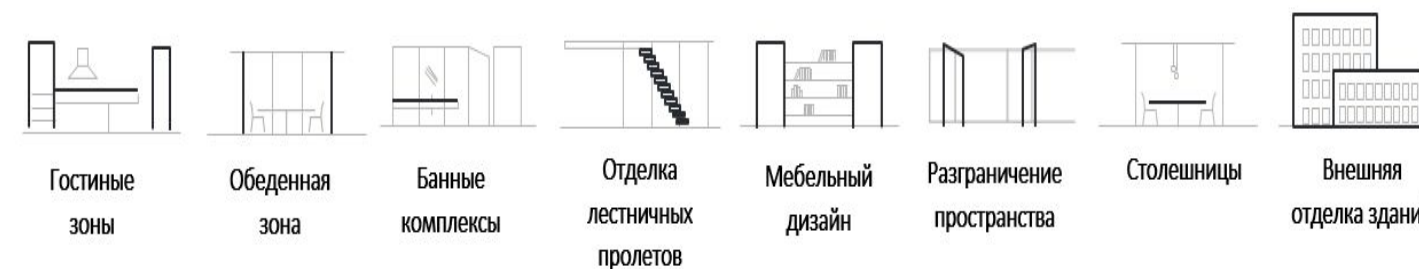 Гостиные
зоны
Обеденная
зона
Банные
комплексы
Отделка
лестничных
пролетов
Мебельный
дизайн
Разграничение
пространства
Столешницы
Внешняя
отделка здани